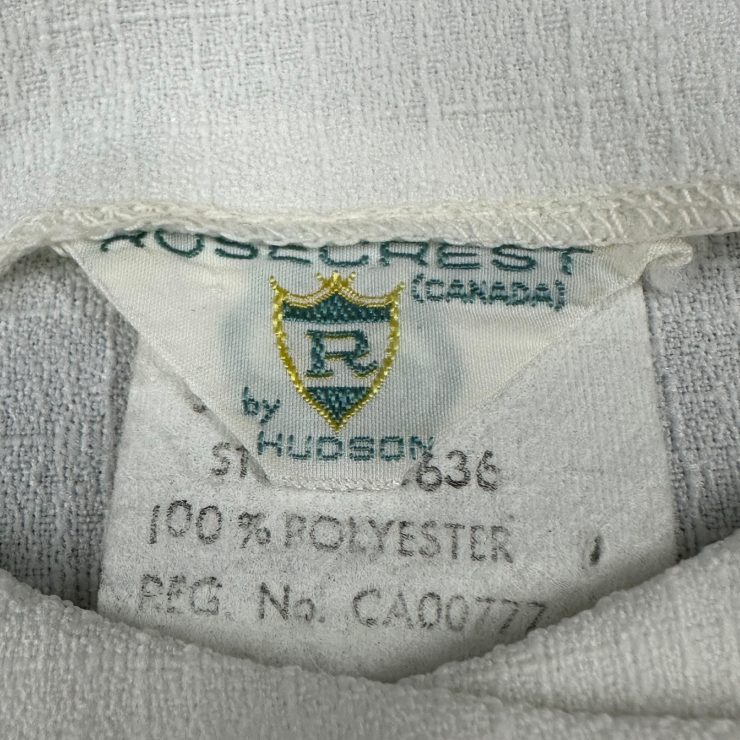 ROSECREST
(CANADA)
R
by
HUDSON
636
100 % POLYESTER
REG. No. CA00777